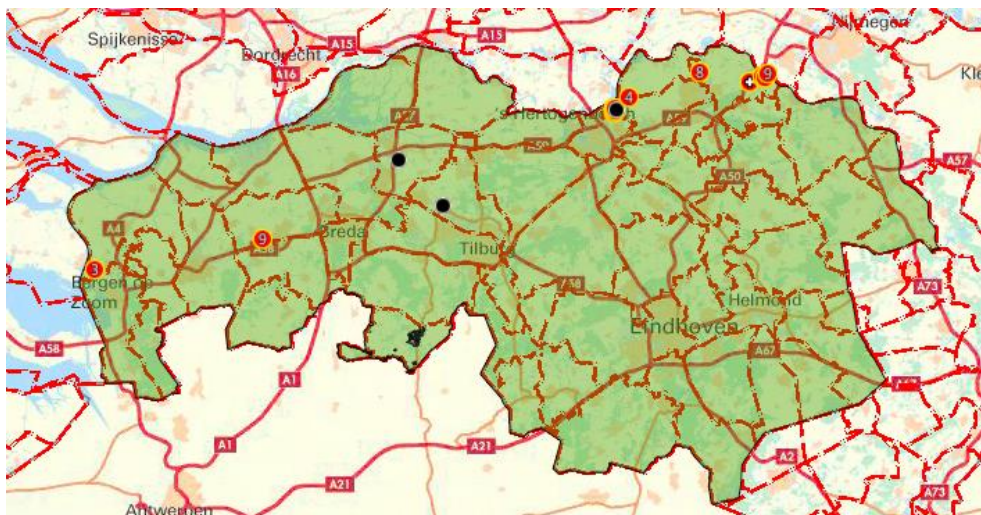 Nijmegen
Spijkenisse
A15
A15
Dordrecht
A16
8
9
Kle
4
's Hertogenbosch
A27
A59
A57
A50
A4
9
Breda
Tilburg
3
Bergen op
Zoom
A58
A73
Helmond
Eindhoven
A58
A67
A1
A1
A21
A2
A21
A73
Antwerpen